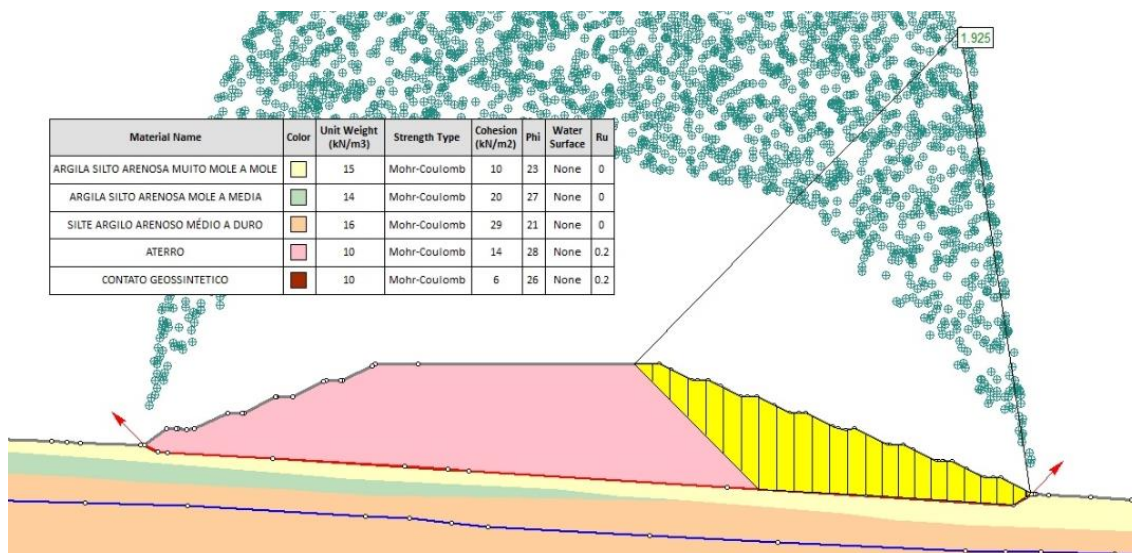 1.925
Material Name Color Unit Weight (kN/m3) Strength Type Cohesion (kN/m2) Phi Water Surface Ru
ARGILA SILTO ARENOSA MUITO MOLE A MOLE 15 Mohr-Coulomb 10 23 None 0
ARGILA SILTO ARENOSA MOLE A MEDIA 14 Mohr-Coulomb 20 27 None 0
SILTE ARGILO ARENOSO MÉDIO A DURO 16 Mohr-Coulomb 29 21 None 0
ATERRO 10 Mohr-Coulomb 14 28 None 0.2
CONTATO GEOSSINTETICO 10 Mohr-Coulomb 6 26 None 0.2